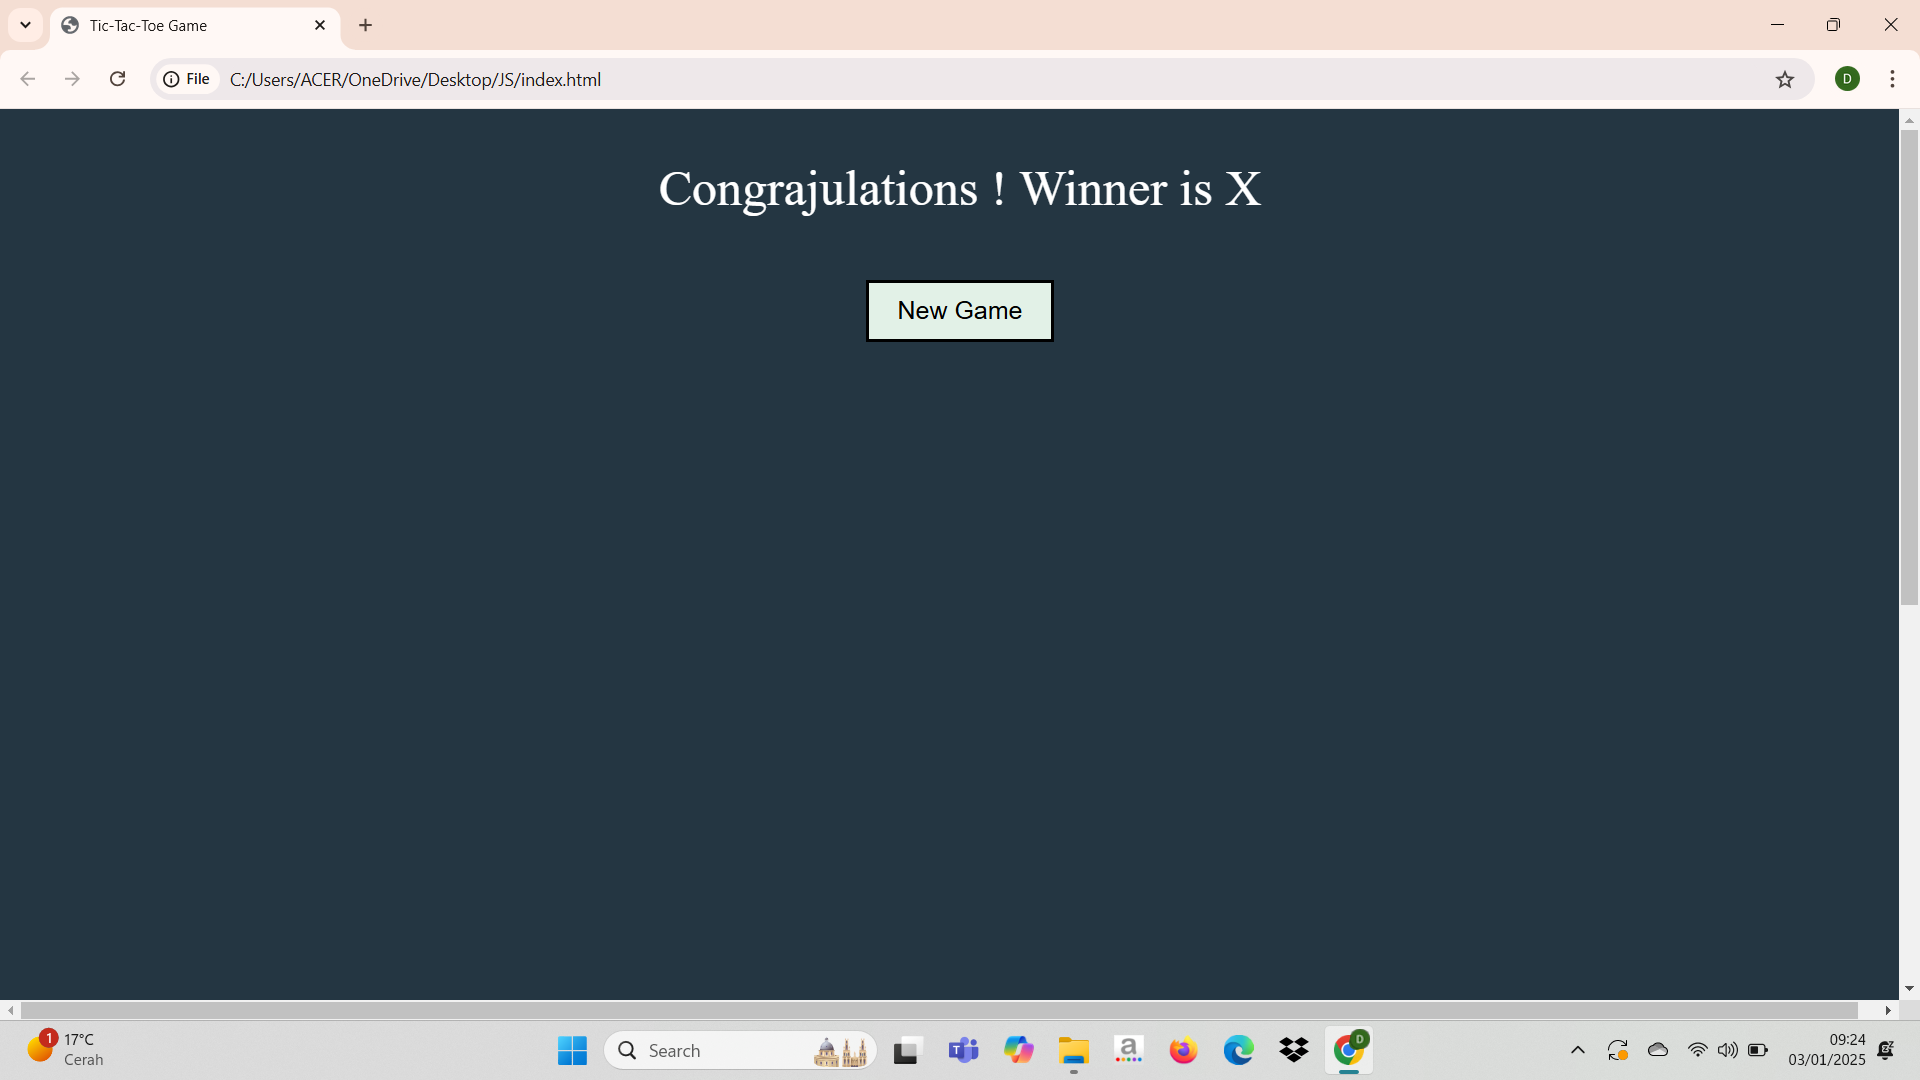 Tic-Tac-Toe Game
File C:/Users/ACER/OneDrive/Desktop/JS/index.html
D
Congrajulations ! Winner is X
New Game
1
17°C
Cerah
Search
T
a
D
09:24
03/01/2025